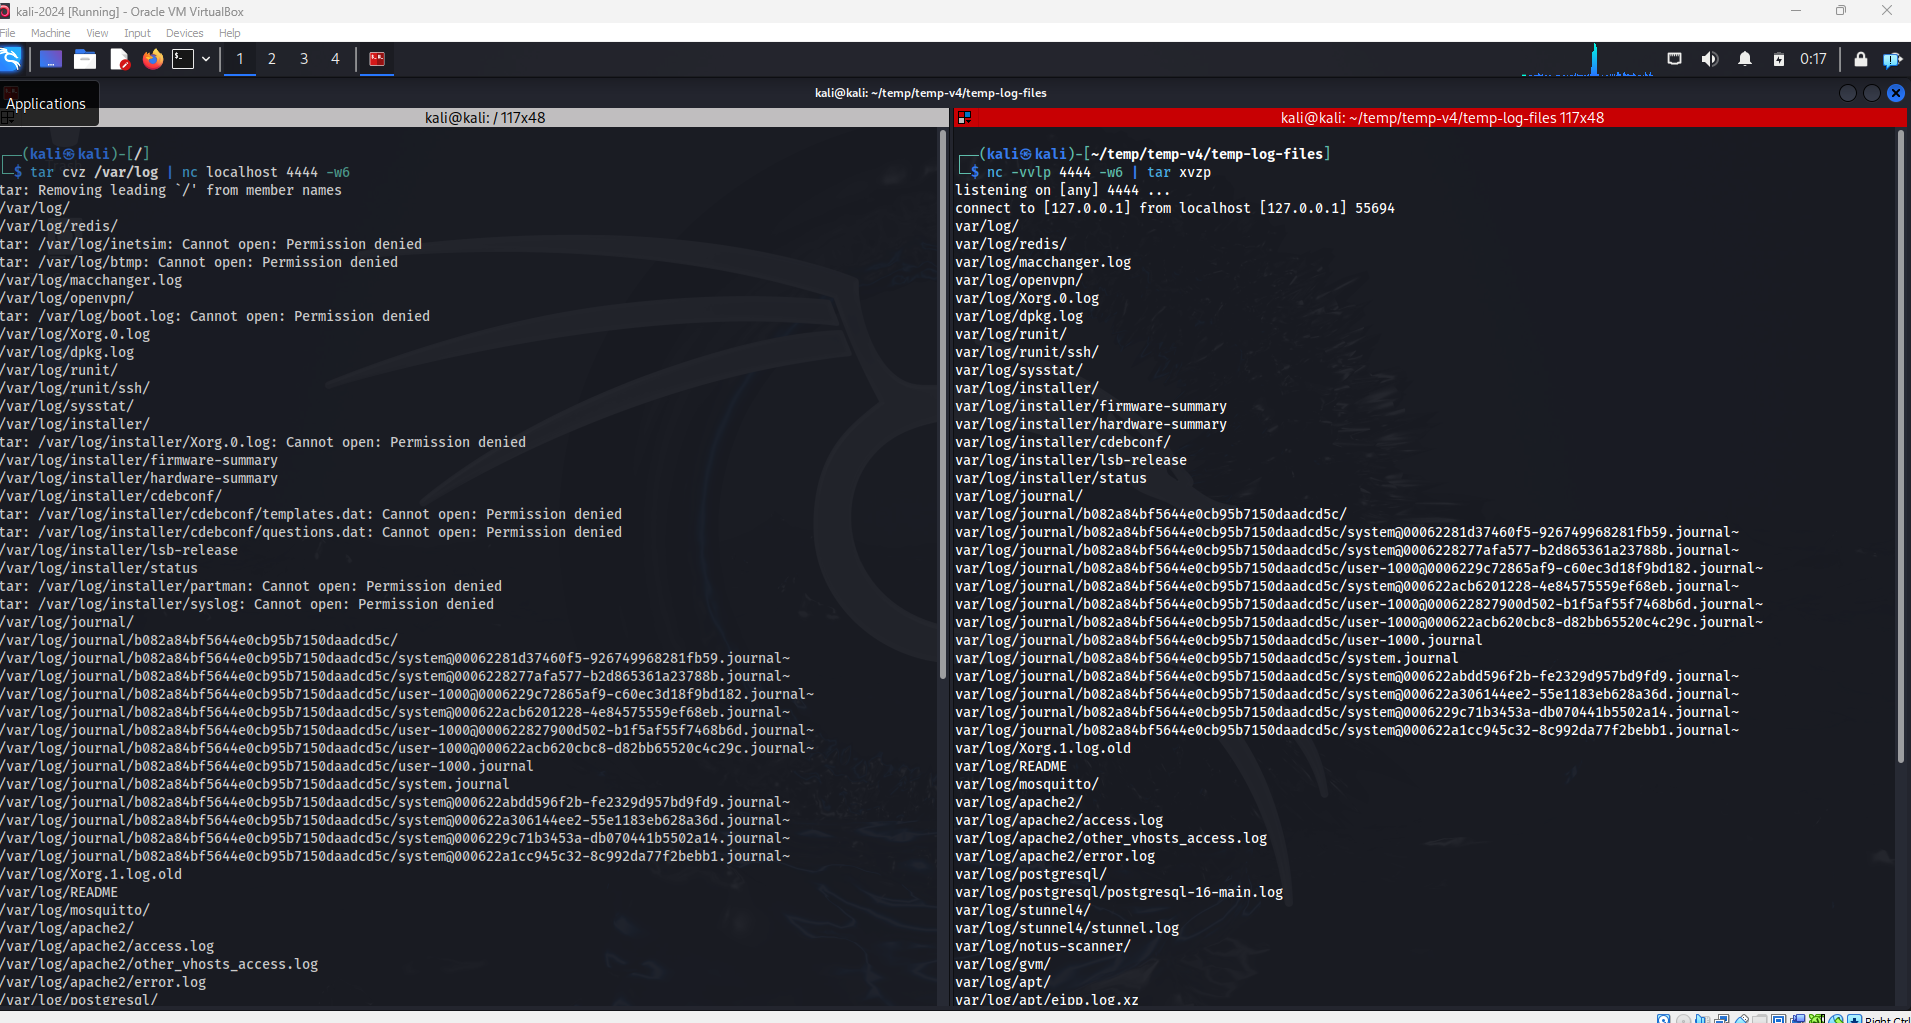 kali-2024 [Running] - Oracle VM VirtualBox
File Machine View Input Devices Help
1 2 3 4 0:17
Applications
kali@kali: ~/temp/temp-v4/temp-log-files
kali@kali: / 117x48
┌──(kali㉿kali)-[/]
└─$ tar cvz /var/log | nc localhost 4444 -w6
tar: Removing leading `/' from member names
/var/log/
/var/log/redis/
tar: /var/log/inetsim: Cannot open: Permission denied
tar: /var/log/btmp: Cannot open: Permission denied
/var/log/macchanger.log
/var/log/openvpn/
tar: /var/log/boot.log: Cannot open: Permission denied
/var/log/Xorg.0.log
/var/log/dpkg.log
/var/log/runit/
/var/log/runit/ssh/
/var/log/sysstat/
/var/log/installer/
tar: /var/log/installer/Xorg.0.log: Cannot open: Permission denied
/var/log/installer/firmware-summary
/var/log/installer/hardware-summary
/var/log/installer/cdebconf/
tar: /var/log/installer/cdebconf/templates.dat: Cannot open: Permission denied
tar: /var/log/installer/cdebconf/questions.dat: Cannot open: Permission denied
/var/log/installer/lsb-release
/var/log/installer/status
tar: /var/log/installer/partman: Cannot open: Permission denied
tar: /var/log/installer/syslog: Cannot open: Permission denied
/var/log/journal/
/var/log/journal/b082a84bf5644e0cb95b7150daadcd5c/
/var/log/journal/b082a84bf5644e0cb95b7150daadcd5c/system@00062281d37460f5-926749968281fb59.journal~
/var/log/journal/b082a84bf5644e0cb95b7150daadcd5c/system@0006228277afa577-b2d865361a23788b.journal~
/var/log/journal/b082a84bf5644e0cb95b7150daadcd5c/user-1000@0006229c72865af9-c60ec3d18f9bd182.journal~
/var/log/journal/b082a84bf5644e0cb95b7150daadcd5c/system@000622acb6201228-4e84575559ef68eb.journal~
/var/log/journal/b082a84bf5644e0cb95b7150daadcd5c/user-1000@000622827900d502-b1f5af55f7468b6d.journal~
/var/log/journal/b082a84bf5644e0cb95b7150daadcd5c/user-1000@000622acb620cbc8-d82bb65520c4c29c.journal~
/var/log/journal/b082a84bf5644e0cb95b7150daadcd5c/user-1000.journal
/var/log/journal/b082a84bf5644e0cb95b7150daadcd5c/system.journal
/var/log/journal/b082a84bf5644e0cb95b7150daadcd5c/system@000622abdd596f2b-fe2329d957bd9fd9.journal~
/var/log/journal/b082a84bf5644e0cb95b7150daadcd5c/system@000622a306144ee2-55e1183eb628a36d.journal~
/var/log/journal/b082a84bf5644e0cb95b7150daadcd5c/system@0006229c71b3453a-db070441b5502a14.journal~
/var/log/journal/b082a84bf5644e0cb95b7150daadcd5c/system@000622a1cc945c32-8c992da77f2bebb1.journal~
/var/log/Xorg.1.log.old
/var/log/README
/var/log/mosquitto/
/var/log/apache2/
/var/log/apache2/access.log
/var/log/apache2/other_vhosts_access.log
/var/log/apache2/error.log
/var/log/postgresql/
kali@kali: ~/temp/temp-v4/temp-log-files 117x48
┌──(kali㉿kali)-[~/temp/temp-v4/temp-log-files]
└─$ nc -vvlp 4444 -w6 | tar xvzp
listening on [any] 4444 ...
connect to [127.0.0.1] from localhost [127.0.0.1] 55694
var/log/
var/log/redis/
var/log/macchanger.log
var/log/openvpn/
var/log/Xorg.0.log
var/log/dpkg.log
var/log/runit/
var/log/runit/ssh/
var/log/sysstat/
var/log/installer/
var/log/installer/firmware-summary
var/log/installer/hardware-summary
var/log/installer/cdebconf/
var/log/installer/lsb-release
var/log/installer/status
var/log/journal/
var/log/journal/b082a84bf5644e0cb95b7150daadcd5c/
var/log/journal/b082a84bf5644e0cb95b7150daadcd5c/system@00062281d37460f5-926749968281fb59.journal~
var/log/journal/b082a84bf5644e0cb95b7150daadcd5c/system@0006228277afa577-b2d865361a23788b.journal~
var/log/journal/b082a84bf5644e0cb95b7150daadcd5c/user-1000@0006229c72865af9-c60ec3d18f9bd182.journal~
var/log/journal/b082a84bf5644e0cb95b7150daadcd5c/system@000622acb6201228-4e84575559ef68eb.journal~
var/log/journal/b082a84bf5644e0cb95b7150daadcd5c/user-1000@000622827900d502-b1f5af55f7468b6d.journal~
var/log/journal/b082a84bf5644e0cb95b7150daadcd5c/user-1000@000622acb620cbc8-d82bb65520c4c29c.journal~
var/log/journal/b082a84bf5644e0cb95b7150daadcd5c/user-1000.journal
var/log/journal/b082a84bf5644e0cb95b7150daadcd5c/system.journal
var/log/journal/b082a84bf5644e0cb95b7150daadcd5c/system@000622abdd596f2b-fe2329d957bd9fd9.journal~
var/log/journal/b082a84bf5644e0cb95b7150daadcd5c/system@000622a306144ee2-55e1183eb628a36d.journal~
var/log/journal/b082a84bf5644e0cb95b7150daadcd5c/system@0006229c71b3453a-db070441b5502a14.journal~
var/log/journal/b082a84bf5644e0cb95b7150daadcd5c/system@000622a1cc945c32-8c992da77f2bebb1.journal~
var/log/Xorg.1.log.old
var/log/README
var/log/mosquitto/
var/log/apache2/
var/log/apache2/access.log
var/log/apache2/other_vhosts_access.log
var/log/apache2/error.log
var/log/postgresql/
var/log/postgresql/postgresql-16-main.log
var/log/stunnel4/
var/log/stunnel4/stunnel.log
var/log/notus-scanner/
var/log/gvm/
var/log/apt/
var/log/apt/eipp.log.xz
Right Ctrl